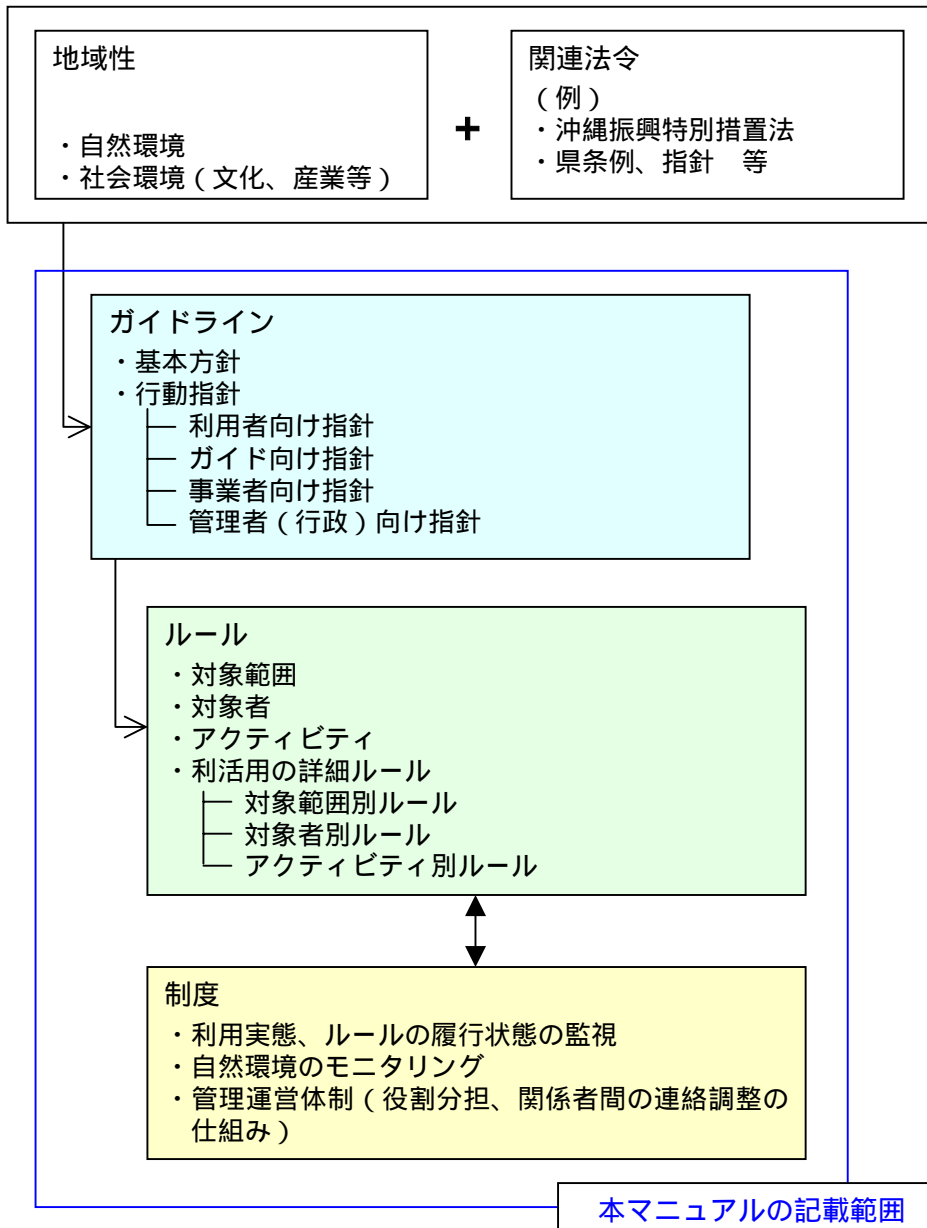 地域性
・自然環境
・社会環境(文化、産業等)
+
関連法令
(例)
・沖縄振興特別措置法
・県条例、指針 等
ガイドライン
・基本方針
・行動指針
利用者向け指針
ガイド向け指針
事業者向け指針
管理者(行政)向け指針
ルール
・対象範囲
・対象者
・アクティビティ
・利活用の詳細ルール
対象範囲別ルール
対象者別ルール
アクティビティ別ルール
制度
・利用実態、ルールの履行状態の監視
・自然環境のモニタリング
・管理運営体制(役割分担、関係者間の連絡調整の
仕組み)
本マニュアルの記載範囲